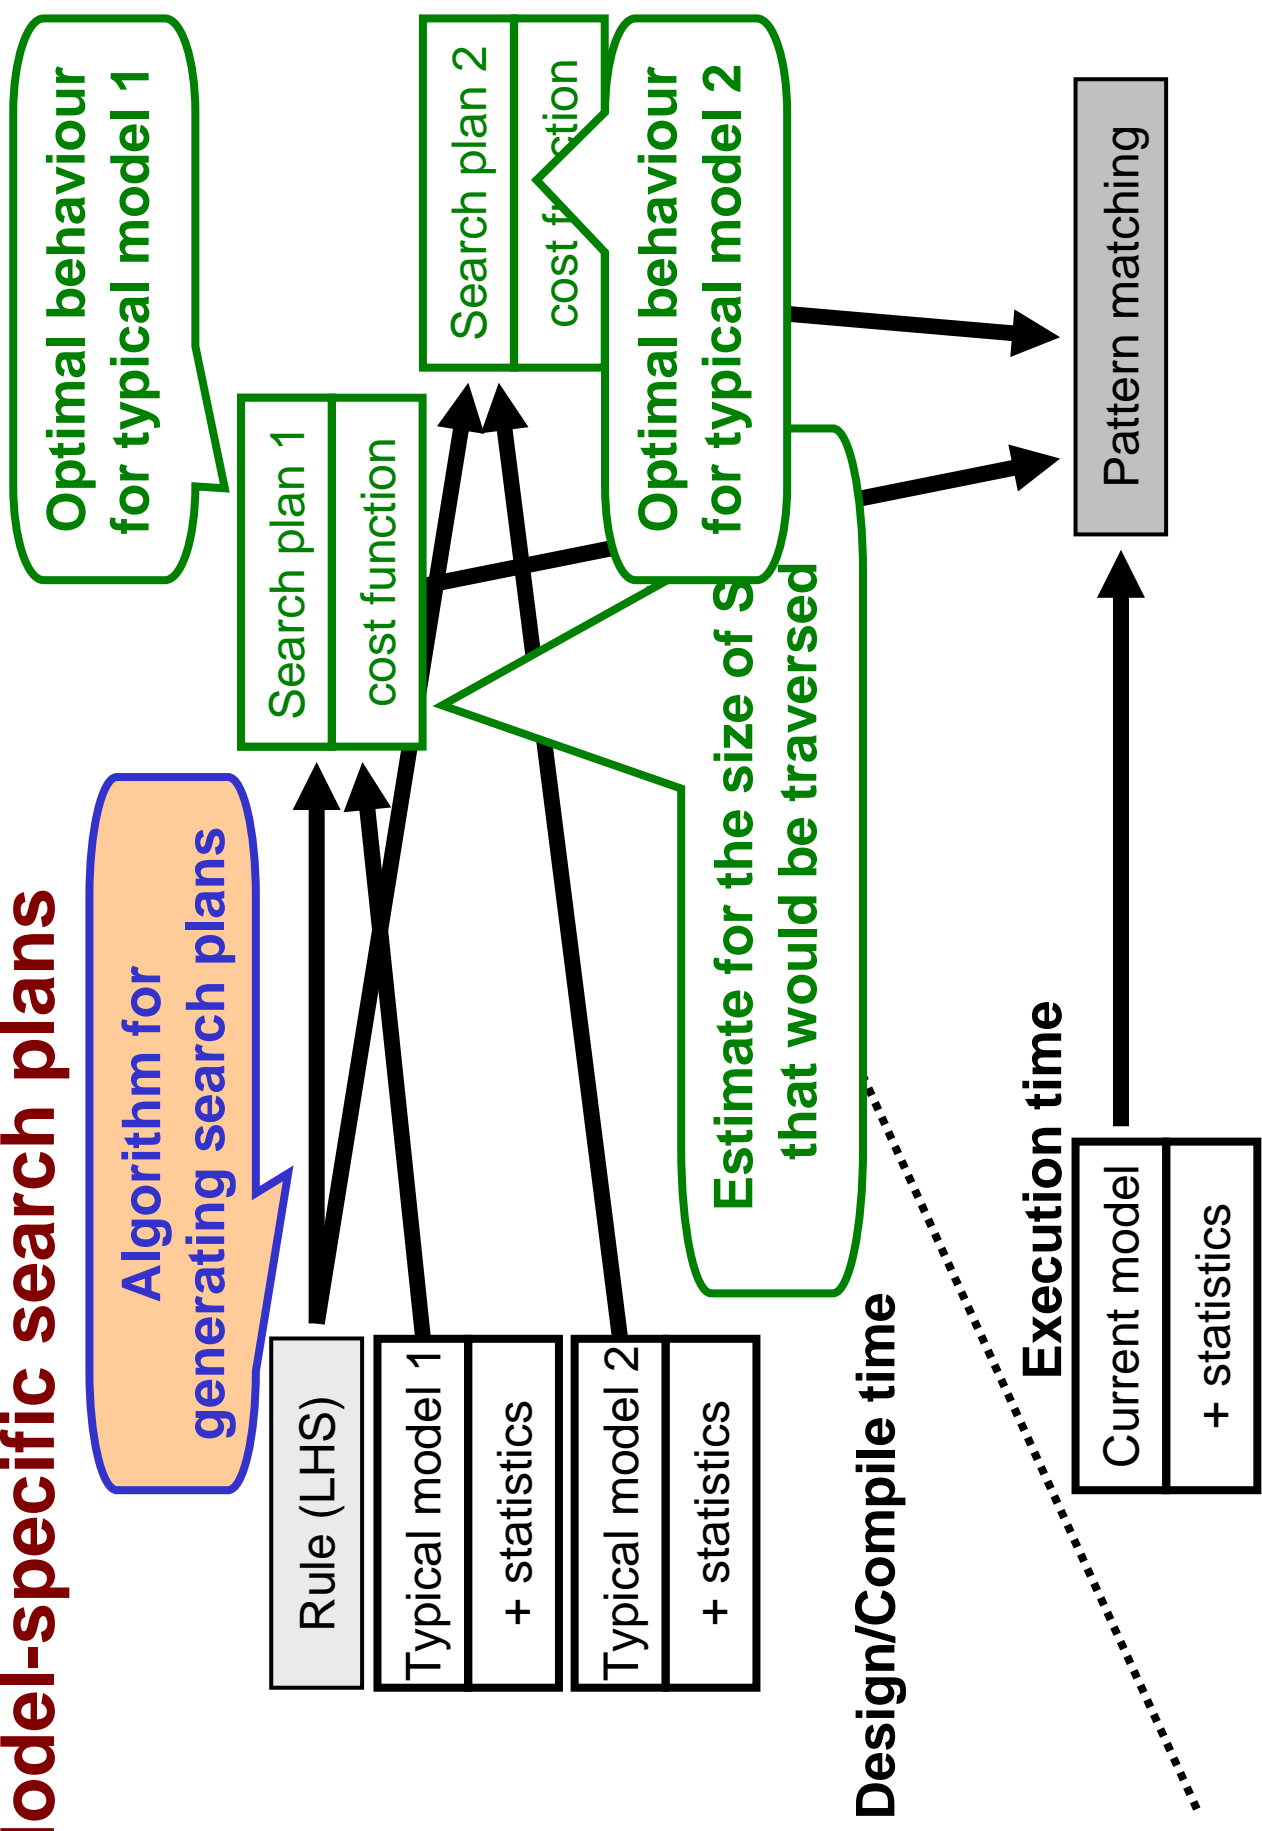 odel-specific search plans
Algorithm for
generating search plans
Optimal behaviour
for typical model 1
Rule (LHS)
Search plan 1
cost function
Typical model 1
+ statistics
Search plan 2
cost
Typical model 2
+ statistics
Optimal behaviour
for typical model 2
Estimate for the size of S
that would be traversed
Design/Compile time
Execution time
Current model
+ statistics
Pattern matching